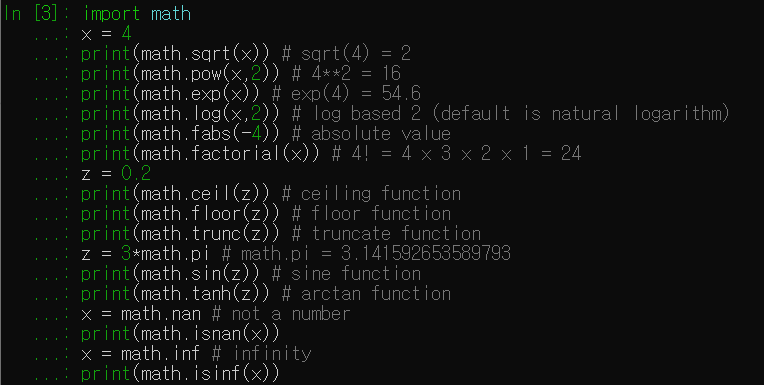 In [3]: import math
   ...: x = 4
   ...: print(math.sqrt(x)) # sqrt(4) = 2
   ...: print(math.pow(x,2)) # 4**2 = 16
   ...: print(math.exp(x)) # exp(4) = 54.6
   ...: print(math.log(x,2)) # log based 2 (default is natural logarithm)
   ...: print(math.fabs(-4)) # absolute value
   ...: print(math.factorial(x)) # 4! = 4 x 3 x 2 x 1 = 24
   ...: z = 0.2
   ...: print(math.ceil(z)) # ceiling function
   ...: print(math.floor(z)) # floor function
   ...: print(math.trunc(z)) # truncate function
   ...: z = 3*math.pi # math.pi = 3.141592653589793
   ...: print(math.sin(z)) # sine function
   ...: print(math.tanh(z)) # arctan function
   ...: x = math.nan # not a number
   ...: print(math.isnan(x))
   ...: x = math.inf # infinity
   ...: print(math.isinf(x))